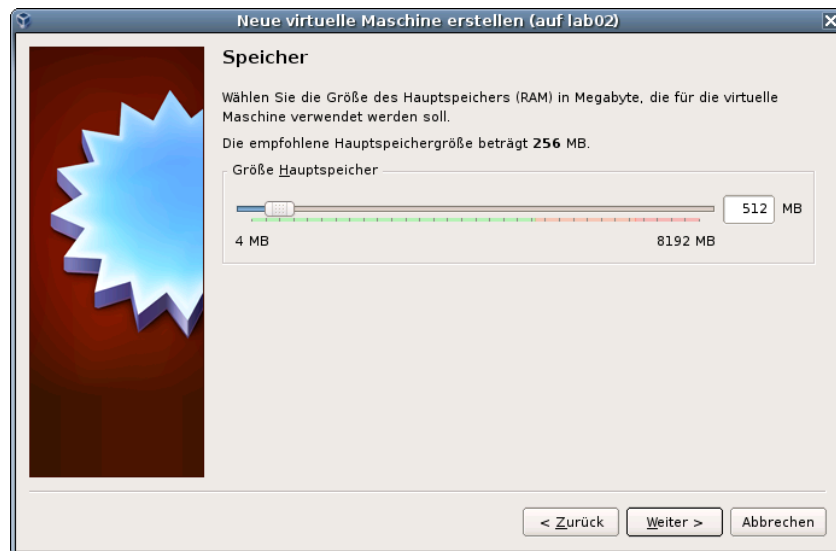 Neue virtuelle Maschine erstellen (auf lab02)
Speicher
Wählen Sie die Größe des Hauptspeichers (RAM) in Megabyte, die für die virtuelle
Maschine verwendet werden soll.
Die empfohlene Hauptspeichergröße beträgt 256 MB.
Größe Hauptspeicher
512 MB
4 MB 8192 MB
< Zurück Weiter > Abbrechen